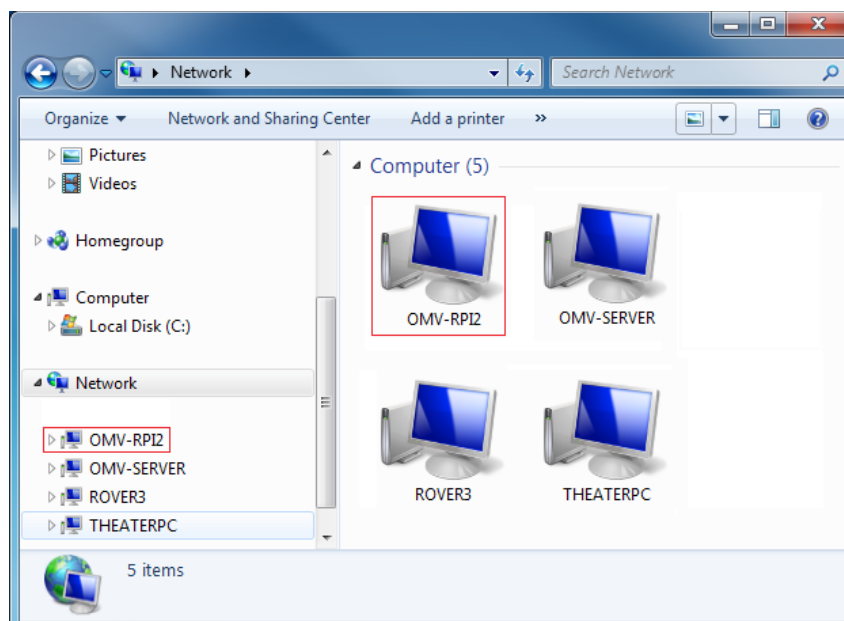 Network
Search Network
Organize
Network and Sharing Center
Add a printer
»
?
Pictures
Videos
Homegroup
Computer
Local Disk (C:)
Network
OMV-RPI2
OMV-SERVER
ROVER3
THEATERPC
Computer (5)
OMV-RPI2
OMV-SERVER
ROVER3
THEATERPC
5 items